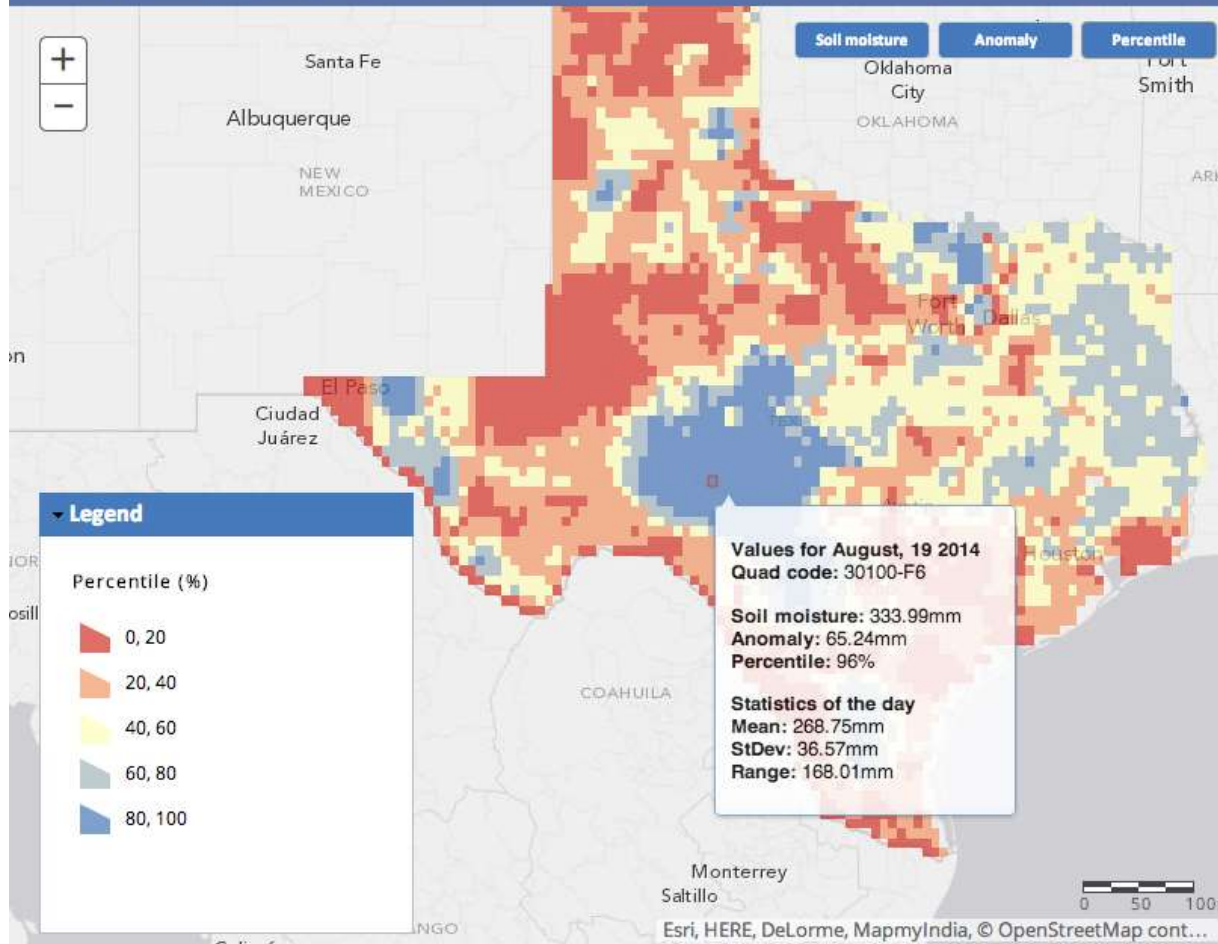 +
−
Soil moisture
Anomaly
Percentile
Santa Fe
Albuquerque
NEW
MEXICO
Oklahoma
City
OKLAHOMA
Fort
Smith
Fort
Worth
Dallas
El Paso
Ciudad
Juárez
Houston
COAHUILA
Monterrey
Saltillo
Legend
Percentile (%)
0, 20
20, 40
40, 60
60, 80
80, 100
Values for August, 19 2014
Quad code: 30100-F6
Soil moisture: 333.99mm
Anomaly: 65.24mm
Percentile: 96%
Statistics of the day
Mean: 268.75mm
StDev: 36.57mm
Range: 168.01mm
0 50 100
Esri, HERE, DeLorme, MapmyIndia, © OpenStreetMap cont...